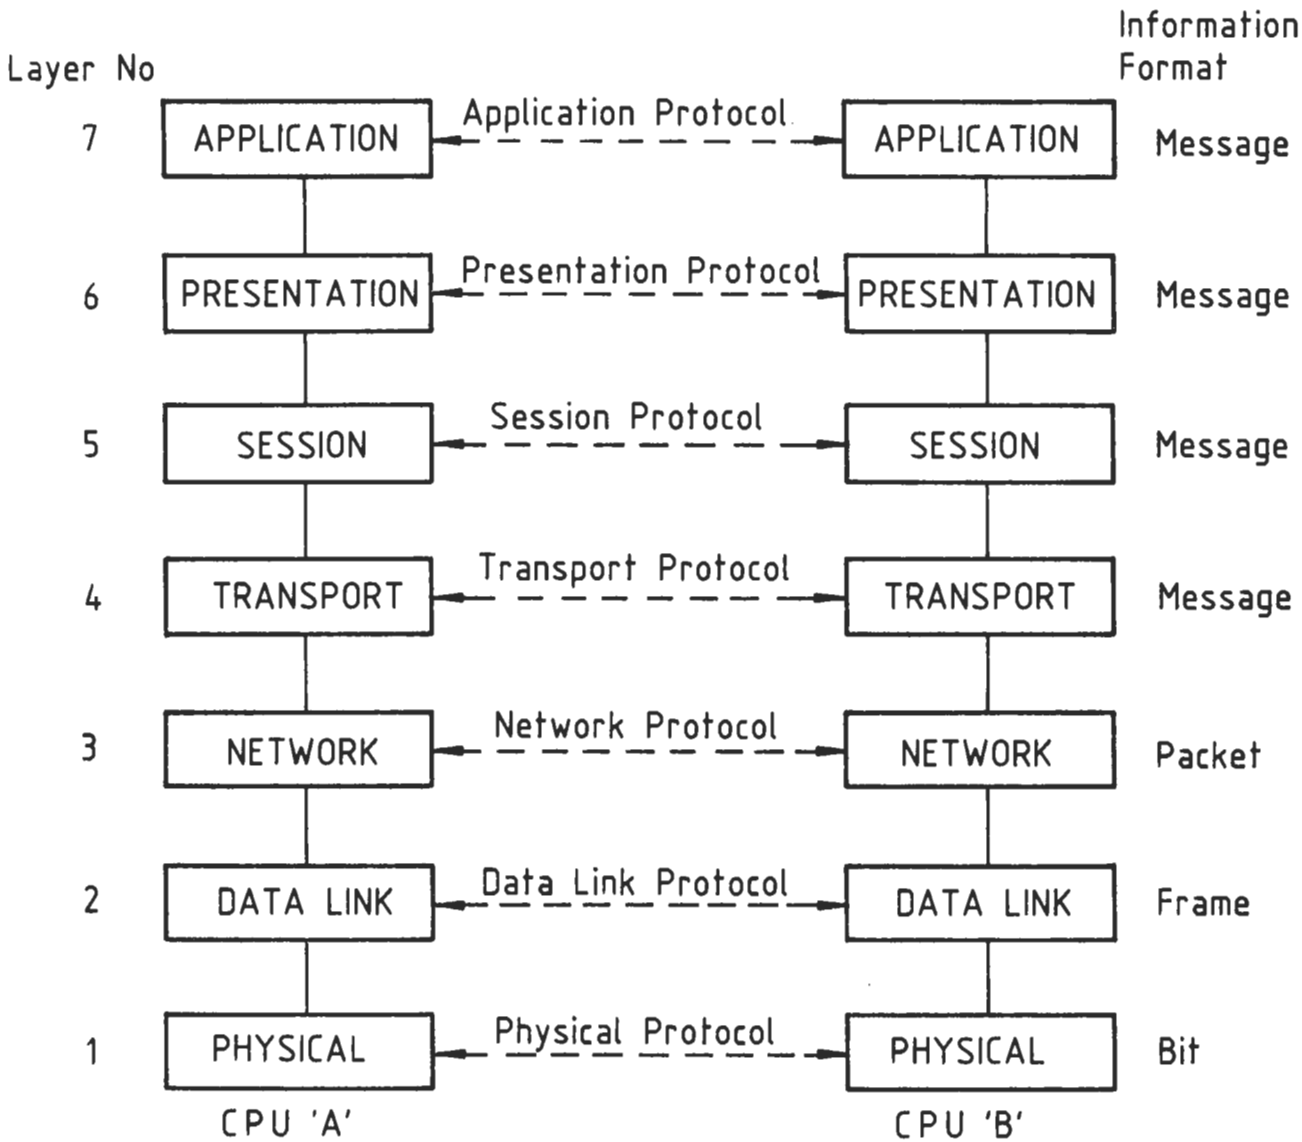 Information
Format
Layer No
7 APPLICATION Application Protocol APPLICATION Message
6 PRESENTATION Presentation Protocol PRESENTATION Message
5 SESSION Session Protocol SESSION Message
4 TRANSPORT Transport Protocol TRANSPORT Message
3 NETWORK Network Protocol NETWORK Packet
2 DATA LINK Data Link Protocol DATA LINK Frame
1 PHYSICAL Physical Protocol PHYSICAL Bit
CPU 'A' CPU 'B'